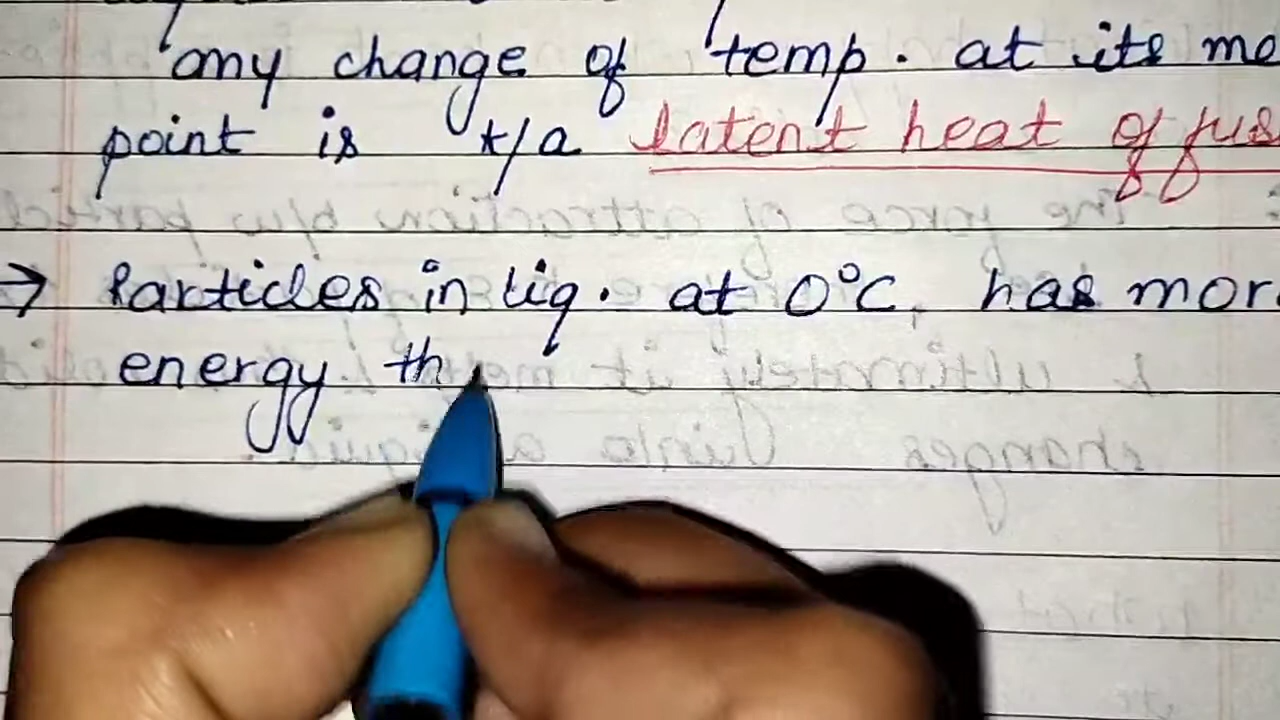 any change of temp. at its me
point is k/a latent heat of fus
→ Particles in liq. at 0°C, has mor
energy th